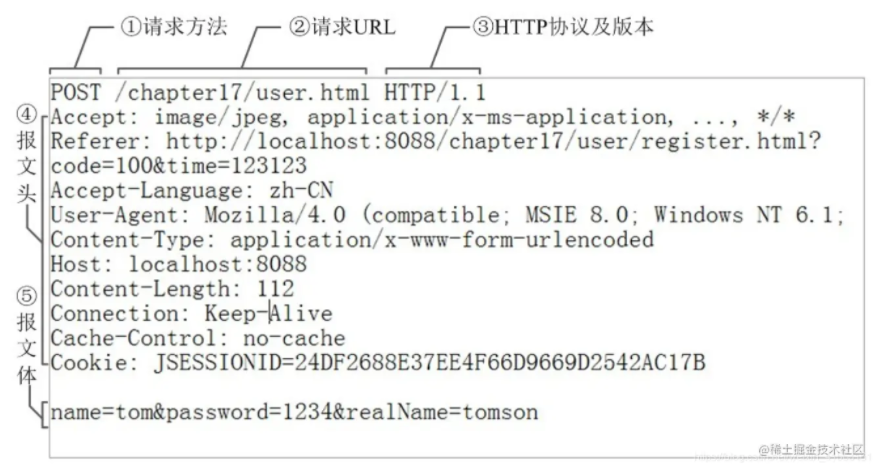 ①请求方法 ②请求URL ③HTTP协议及版本
POST /chapter17/user.html HTTP/1.1
④报文头
Accept: image/jpeg, application/x-ms-application, ..., */*
Referer: http://localhost:8088/chapter17/user/register.html?
code=100&time=123123
Accept-Language: zh-CN
User-Agent: Mozilla/4.0 (compatible; MSIE 8.0; Windows NT 6.1;
Content-Type: application/x-www-form-urlencoded
Host: localhost:8088
Content-Length: 112
Connection: Keep-Alive
Cache-Control: no-cache
Cookie: JSESSIONID=24DF2688E37EE4F66D9669D2542AC17B
⑤报文体
name=tom&password=1234&realName=tomson
@稀土掘金技术社区